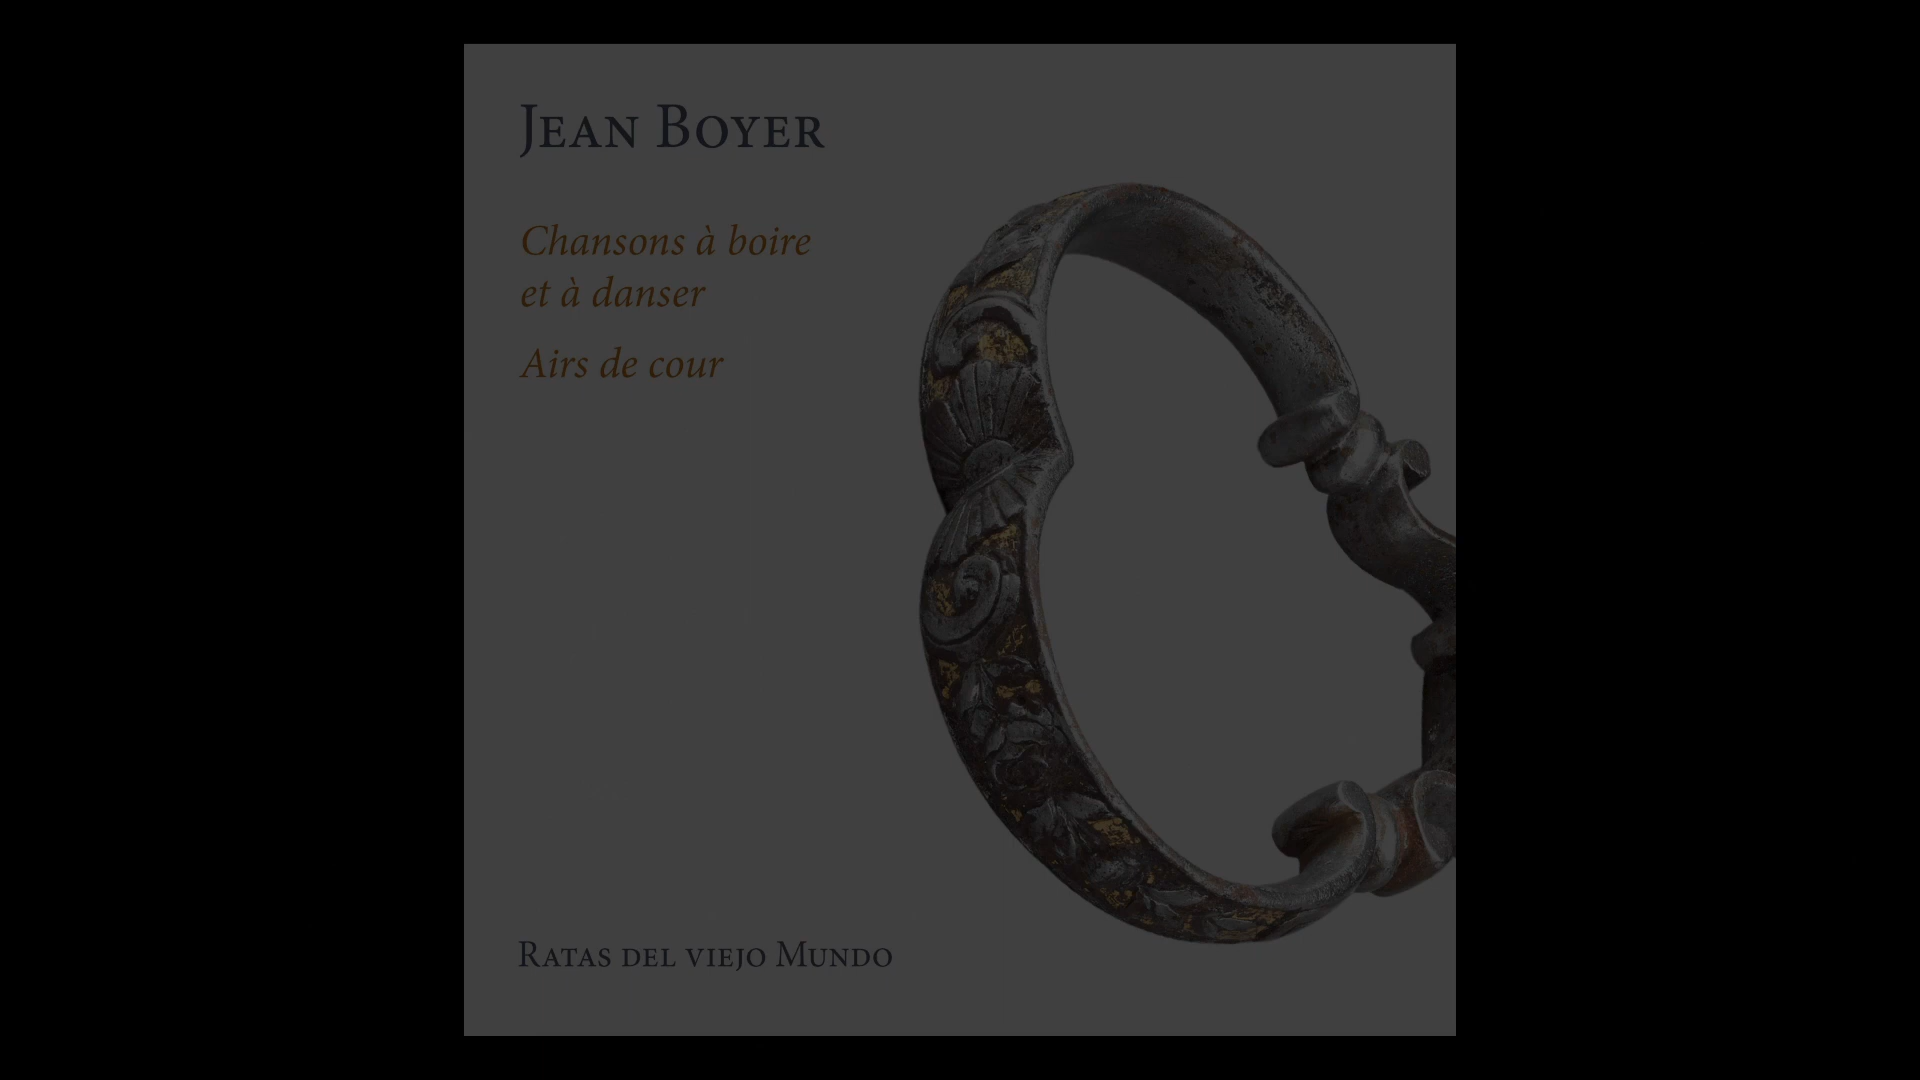 Jean Boyer
Chansons à boire
et à danser
Airs de cour
Ratas del viejo Mundo